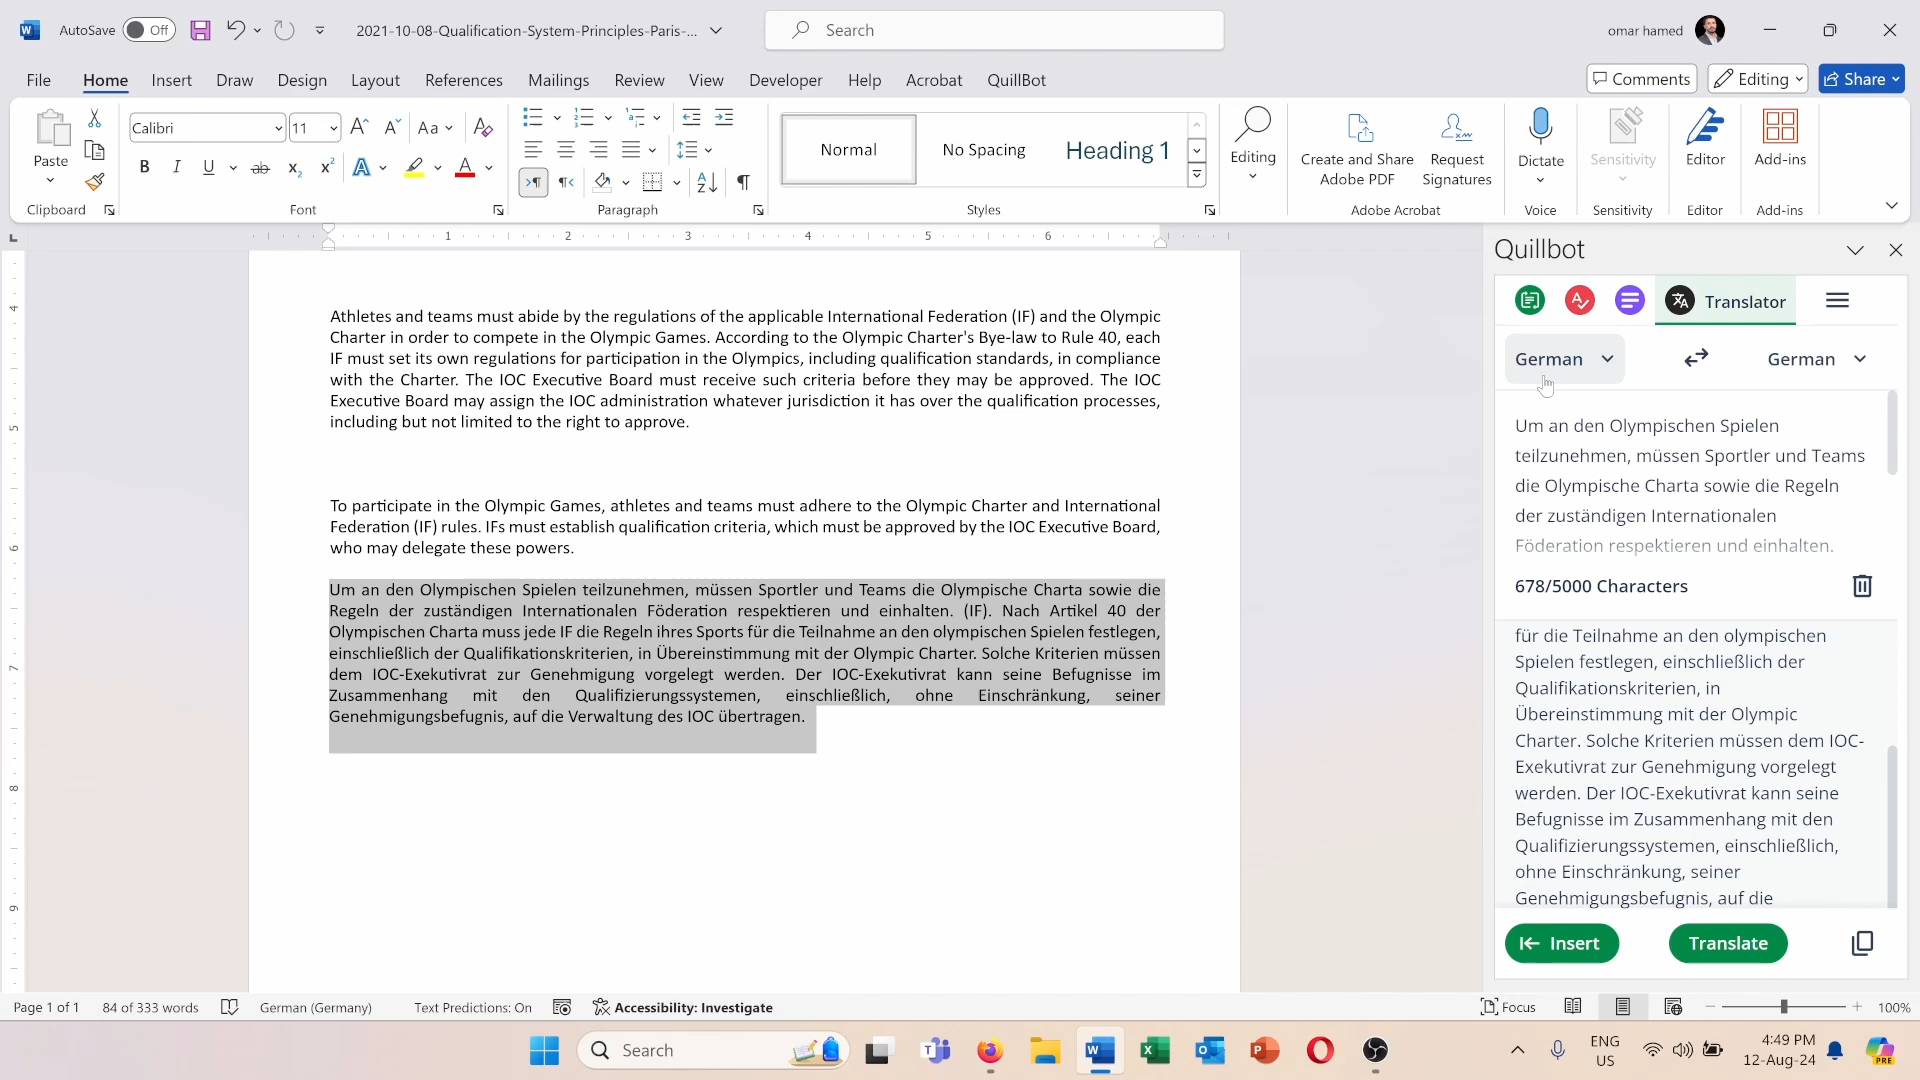 AutoSave
Off
2021-10-08-Qualification-System-Principles-Paris-...
Search
omar hamed
File
Home
Insert
Draw
Design
Layout
References
Mailings
Review
View
Developer
Help
Acrobat
QuillBot
Comments
Editing
Share
Paste
Clipboard
Calibri
11
Font
Paragraph
Normal
No Spacing
Heading 1
Styles
Editing
Create and Share
Adobe PDF
Request
Signatures
Adobe Acrobat
Dictate
Voice
Sensitivity
Sensitivity
Editor
Editor
Add-ins
Add-ins
1 2 3 4 5 6
4
5
6
7
8
9
Athletes and teams must abide by the regulations of the applicable International Federation (IF) and the Olympic
Charter in order to compete in the Olympic Games. According to the Olympic Charter's Bye-law to Rule 40, each
IF must set its own regulations for participation in the Olympics, including qualification standards, in compliance
with the Charter. The IOC Executive Board must receive such criteria before they may be approved. The IOC
Executive Board may assign the IOC administration whatever jurisdiction it has over the qualification processes,
including but not limited to the right to approve.
To participate in the Olympic Games, athletes and teams must adhere to the Olympic Charter and International
Federation (IF) rules. IFs must establish qualification criteria, which must be approved by the IOC Executive Board,
who may delegate these powers.
Um an den Olympischen Spielen teilzunehmen, müssen Sportler und Teams die Olympische Charta sowie die
Regeln der zuständigen Internationalen Föderation respektieren und einhalten. (IF). Nach Artikel 40 der
Olympischen Charta muss jede IF die Regeln ihres Sports für die Teilnahme an den olympischen Spielen festlegen,
einschließlich der Qualifikationskriterien, in Übereinstimmung mit der Olympic Charter. Solche Kriterien müssen
dem IOC-Exekutivrat zur Genehmigung vorgelegt werden. Der IOC-Exekutivrat kann seine Befugnisse im
Zusammenhang mit den Qualifizierungssystemen, einschließlich, ohne Einschränkung, seiner
Genehmigungsbefugnis, auf die Verwaltung des IOC übertragen.
Quillbot
Translator
German
German
Um an den Olympischen Spielen
teilzunehmen, müssen Sportler und Teams
die Olympische Charta sowie die Regeln
der zuständigen Internationalen
Föderation respektieren und einhalten.
678/5000 Characters
für die Teilnahme an den olympischen
Spielen festlegen, einschließlich der
Qualifikationskriterien, in
Übereinstimmung mit der Olympic
Charter. Solche Kriterien müssen dem IOC-
Exekutivrat zur Genehmigung vorgelegt
werden. Der IOC-Exekutivrat kann seine
Befugnisse im Zusammenhang mit den
Qualifizierungssystemen, einschließlich,
ohne Einschränkung, seiner
Genehmigungsbefugnis, auf die
Insert
Translate
Page 1 of 1
84 of 333 words
German (Germany)
Text Predictions: On
Accessibility: Investigate
Focus
100%
Search
ENG
US
4:49 PM
12-Aug-24